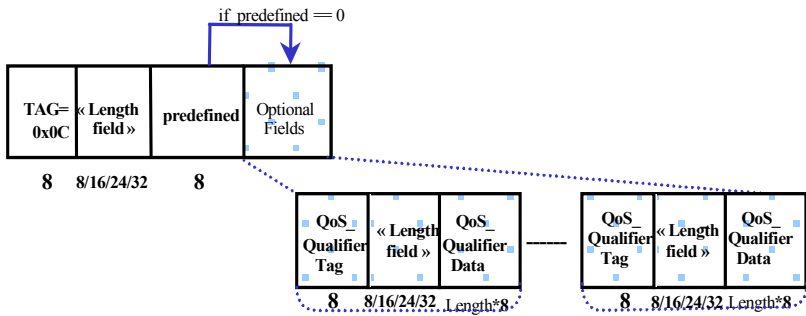 if predefined == 0
TAG= 0x0C
« Length field »
predefined
Optional Fields
8
8/16/24/32
8
QoS_ Qualifier Tag
« Length field »
QoS_ Qualifier Data
------
QoS_ Qualifier Tag
« Length field »
QoS_ Qualifier Data
8
8/16/24/32
Length*8
8
8/16/24/32
Length*8